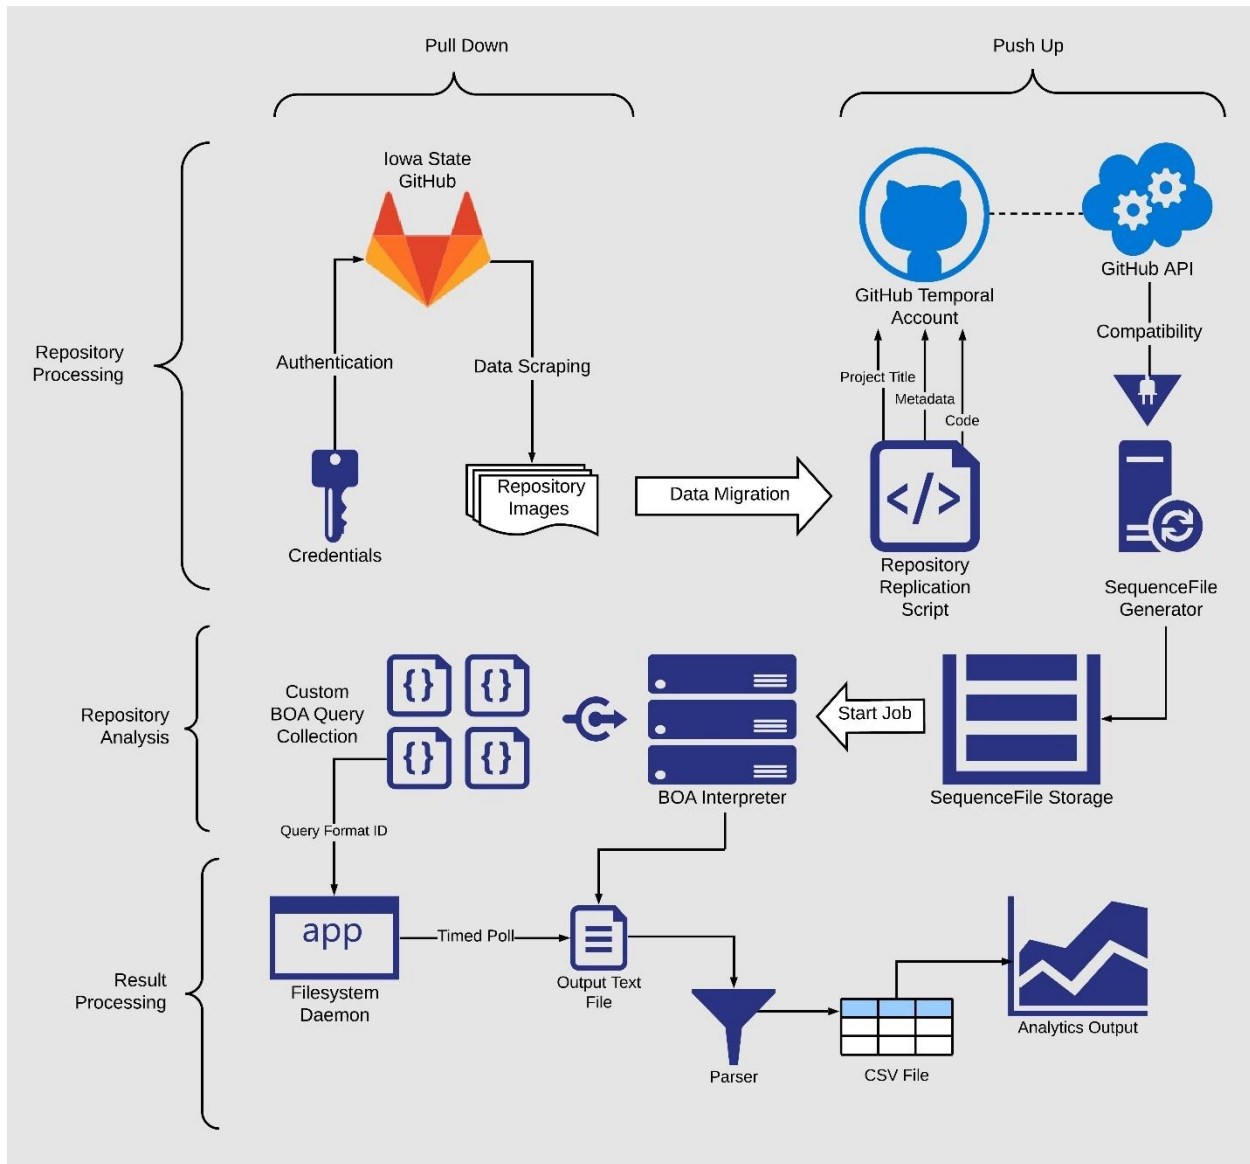 Pull Down
Push Up
Iowa State
GitHub
GitHub API
GitHub Temporal
Account
Repository
Processing
Authentication
Data Scraping
Compatibility
Project Title
Metadata
Code
Repository
Images
Data Migration
</>
Credentials
Repository
Replication
Script
SequenceFile
Generator
Repository
Analysis
Custom
BOA Query
Collection
{}
{}
{}
{}
Start Job
BOA Interpreter
SequenceFile Storage
Query Format ID
Result
Processing
app
Timed Poll
Filesystem
Daemon
Output Text
File
Parser
CSV File
Analytics Output